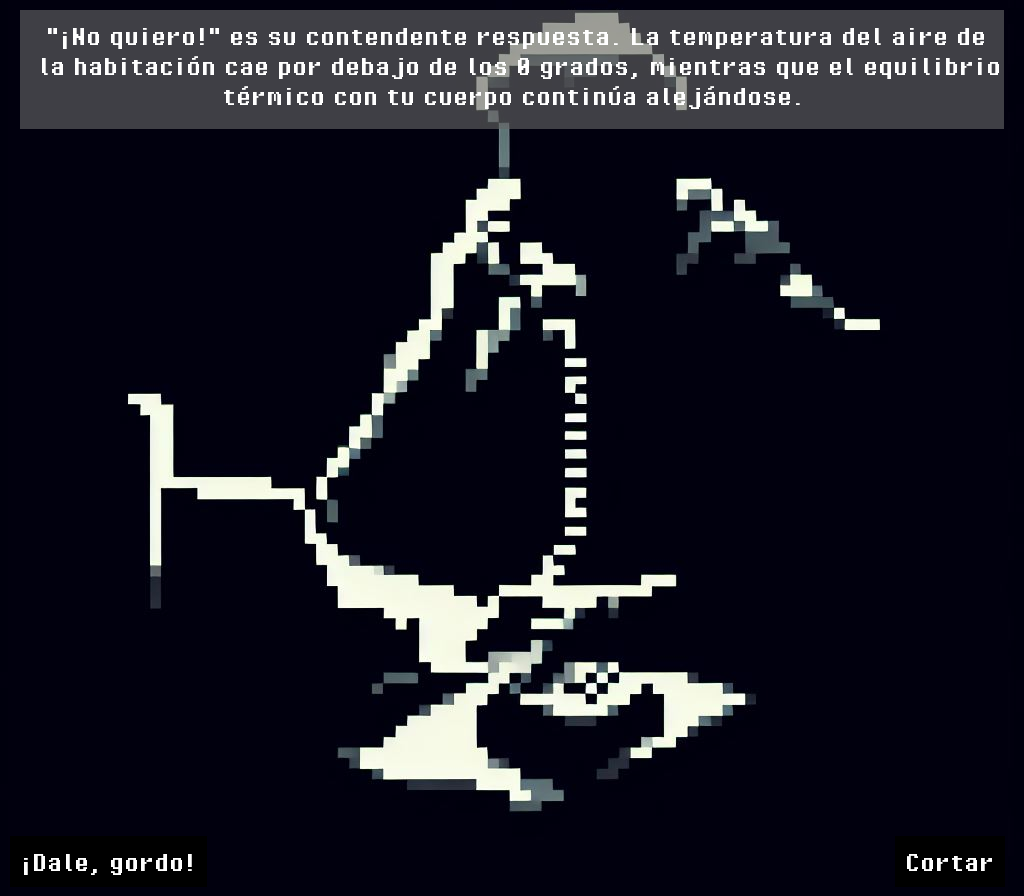 "¡No quiero!" es su contendente respuesta. La temperatura del aire de
la habitación cae por debajo de los 0 grados, mientras que el equilibrio
térmico con tu cuerpo continúa alejándose.
¡Dale, gordo!
Cortar